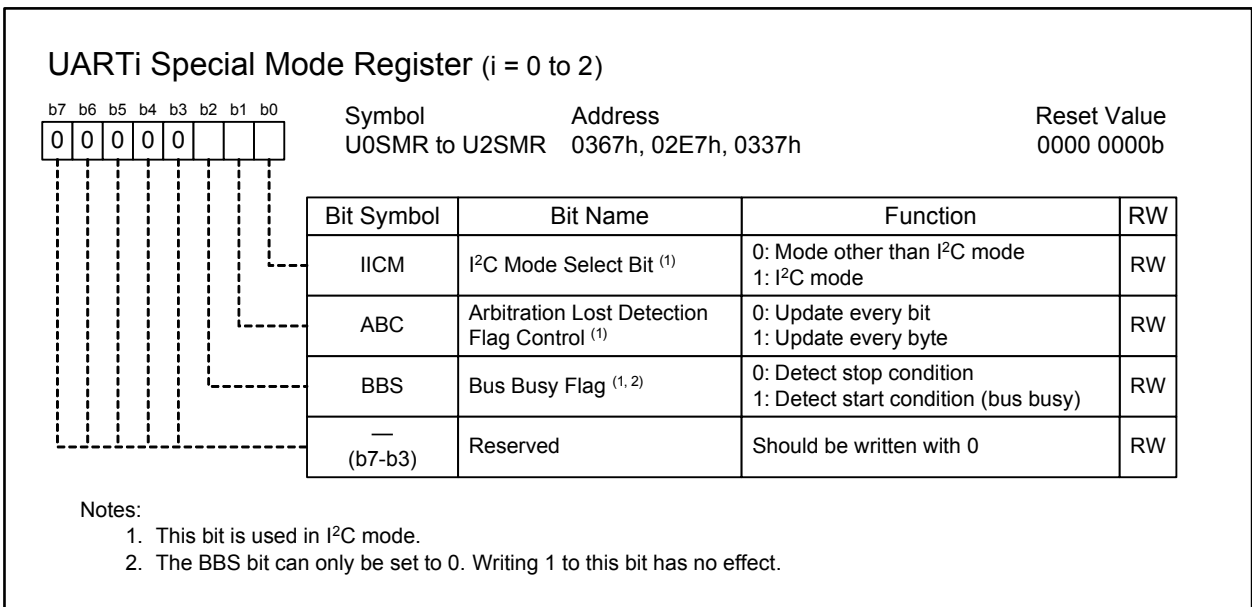 UARTi Special Mode Register (i = 0 to 2)
b7 b6 b5 b4 b3 b2 b1 b0
0 0 0 0 0
Symbol Address Reset Value
U0SMR to U2SMR 0367h, 02E7h, 0337h 0000 0000b
Bit Symbol Bit Name Function RW
IICM I²C Mode Select Bit (1) 0: Mode other than I²C mode RW
1: I²C mode
ABC Arbitration Lost Detection 0: Update every bit RW
Flag Control (1) 1: Update every byte
BBS Bus Busy Flag (1, 2) 0: Detect stop condition RW
1: Detect start condition (bus busy)
— Reserved Should be written with 0 RW
(b7-b3)
Notes:
1. This bit is used in I²C mode.
2. The BBS bit can only be set to 0. Writing 1 to this bit has no effect.